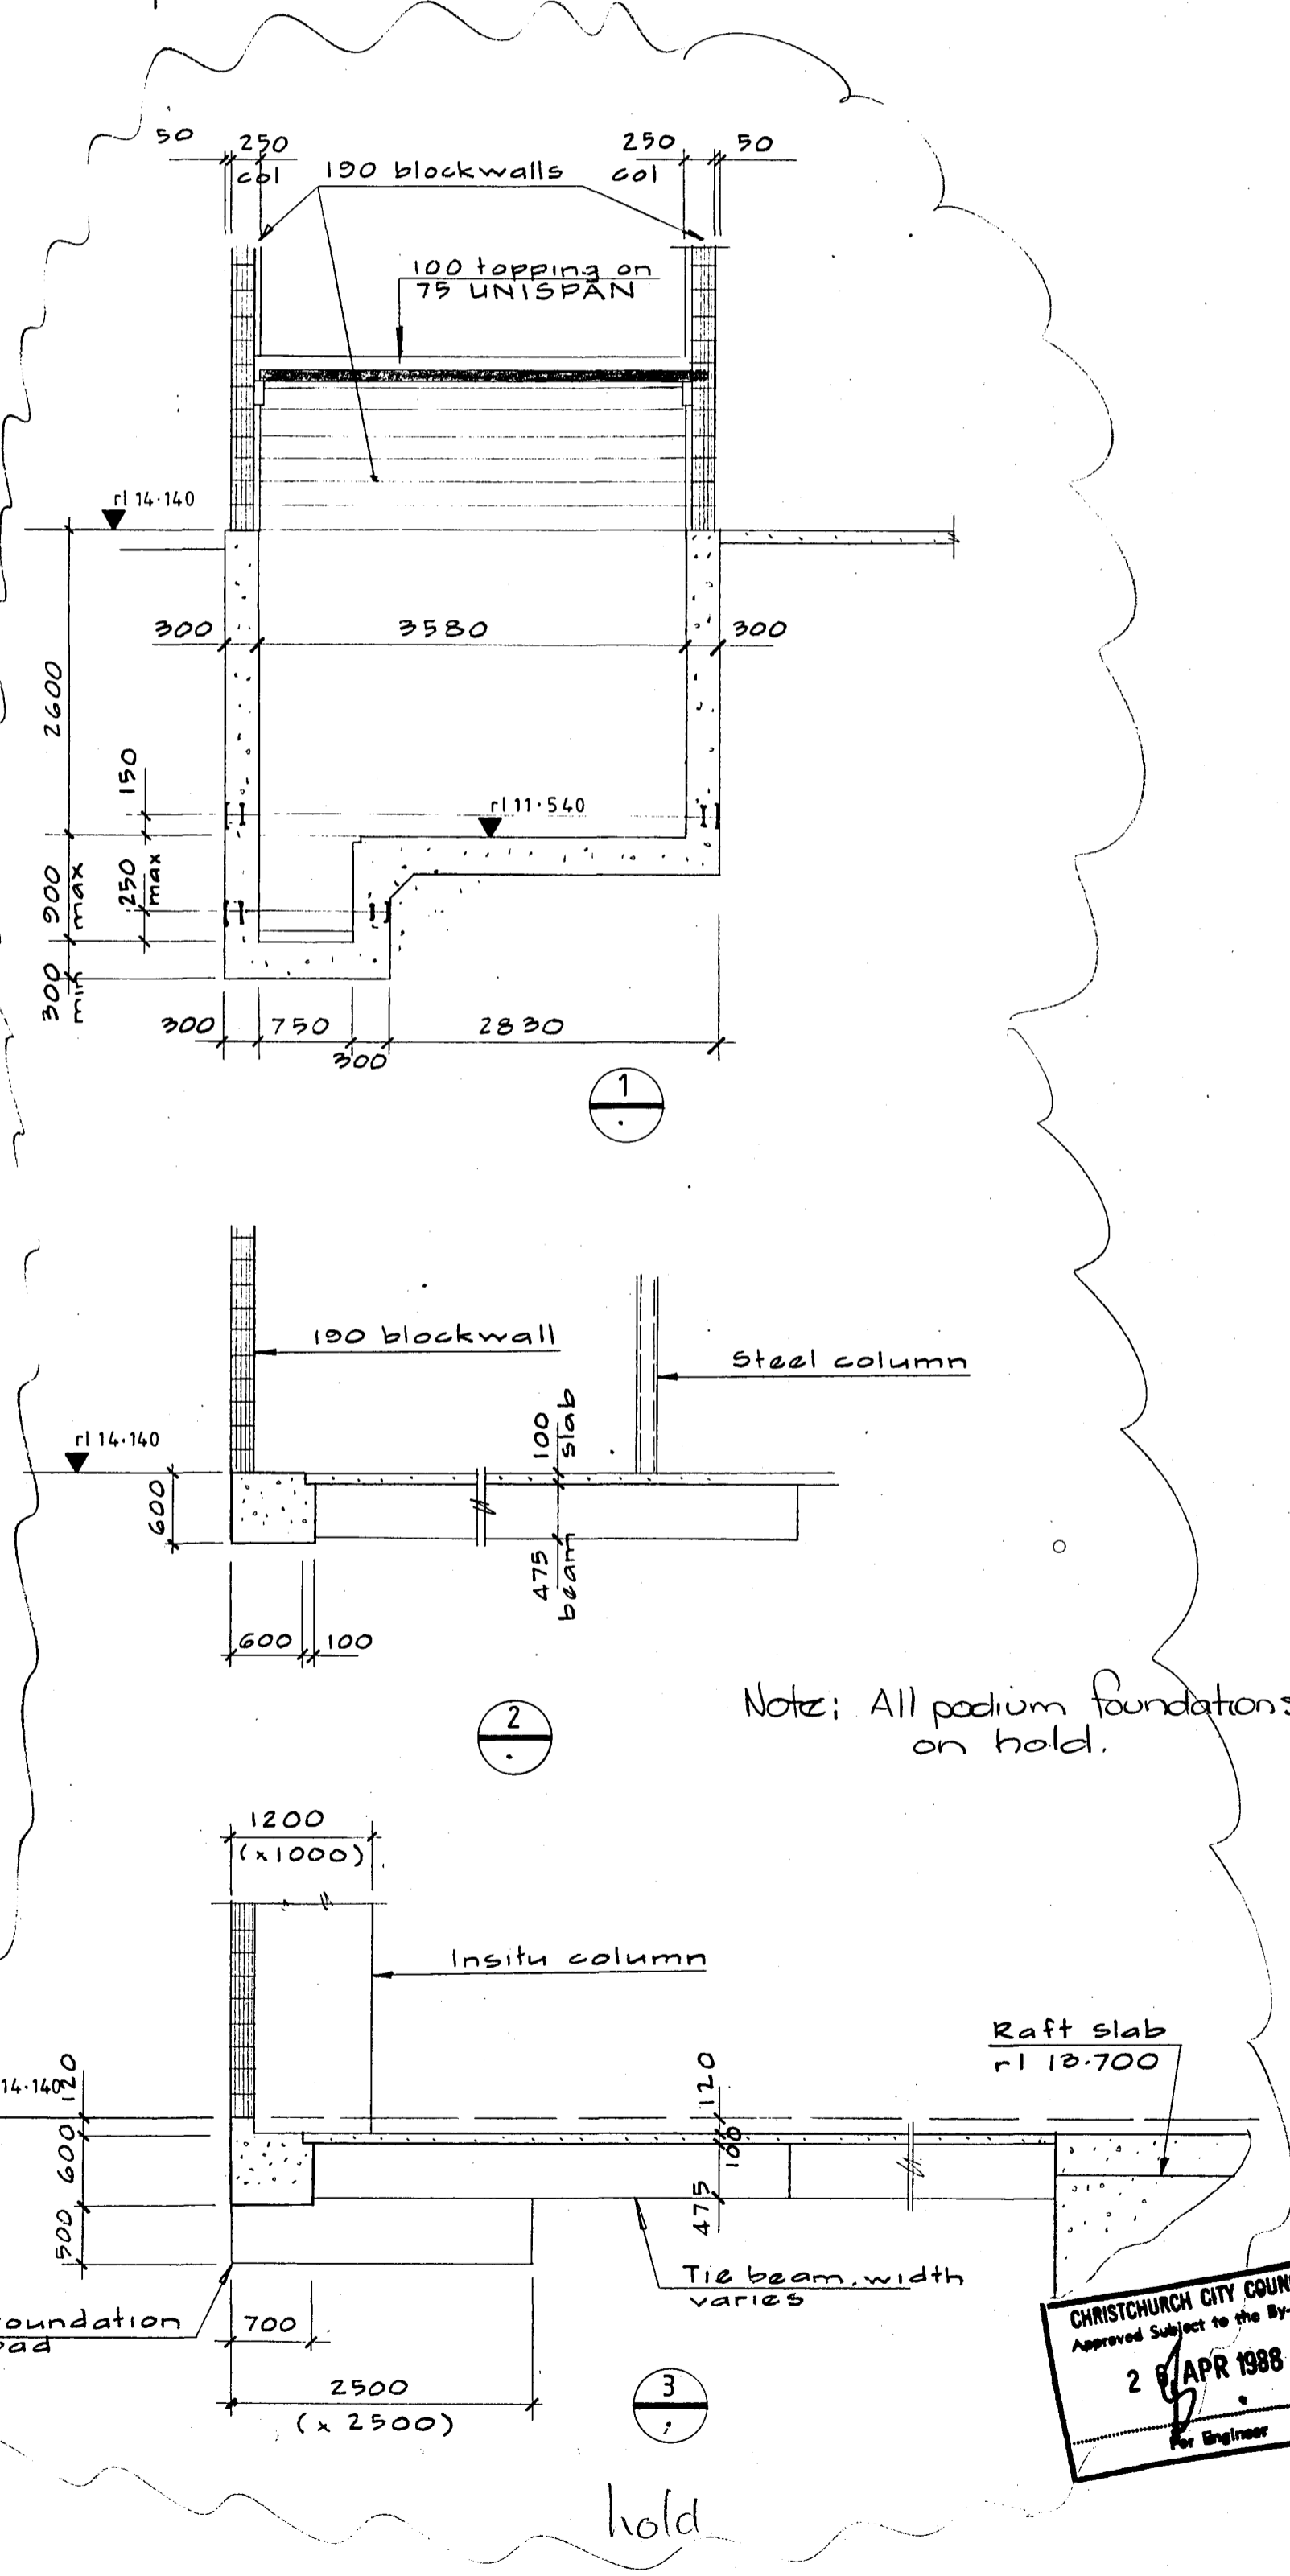 50 250 250 50
col 190 blockwalls col
100 topping on
75 UNISPAN
rl 14·140
300 3580 300
2600
150
rl 11·540
900
max
250
max
300
min
300 750 2830
300
1
190 blockwall
Steel column
100
slab
rl 14·140
600
475
beam
600 100
2
Note: All podium foundations
on hold.
1200
(x1000)
Insitu column
Raft slab
rl 13.700
14·140
120
120
600
100
500
475
Tie beam, width
varies
oundation
oad
700
2500
(x 2500)
3
CHRISTCHURCH CITY COUN
Approved Subject to the By-
2 APR 1988
For Engineer
hold